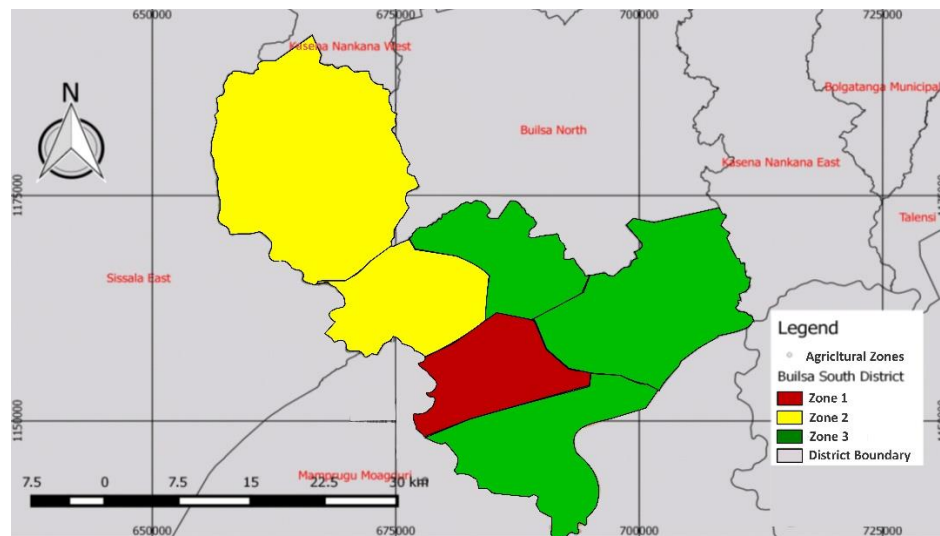 650000 675000 700000 725000
Kasena Nankana West
Bolgatanga Municipal
N
Builsa North
Kasena Nankana East
1175000
Talensi
Sissala East
Legend
Agricltural Zones
Builsa South District
Zone 1
Zone 2
Zone 3
District Boundary
1150000
Mamprugu Moagduri
7.5 0 7.5 15 22.5 30 km
650000 675000 700000 725000